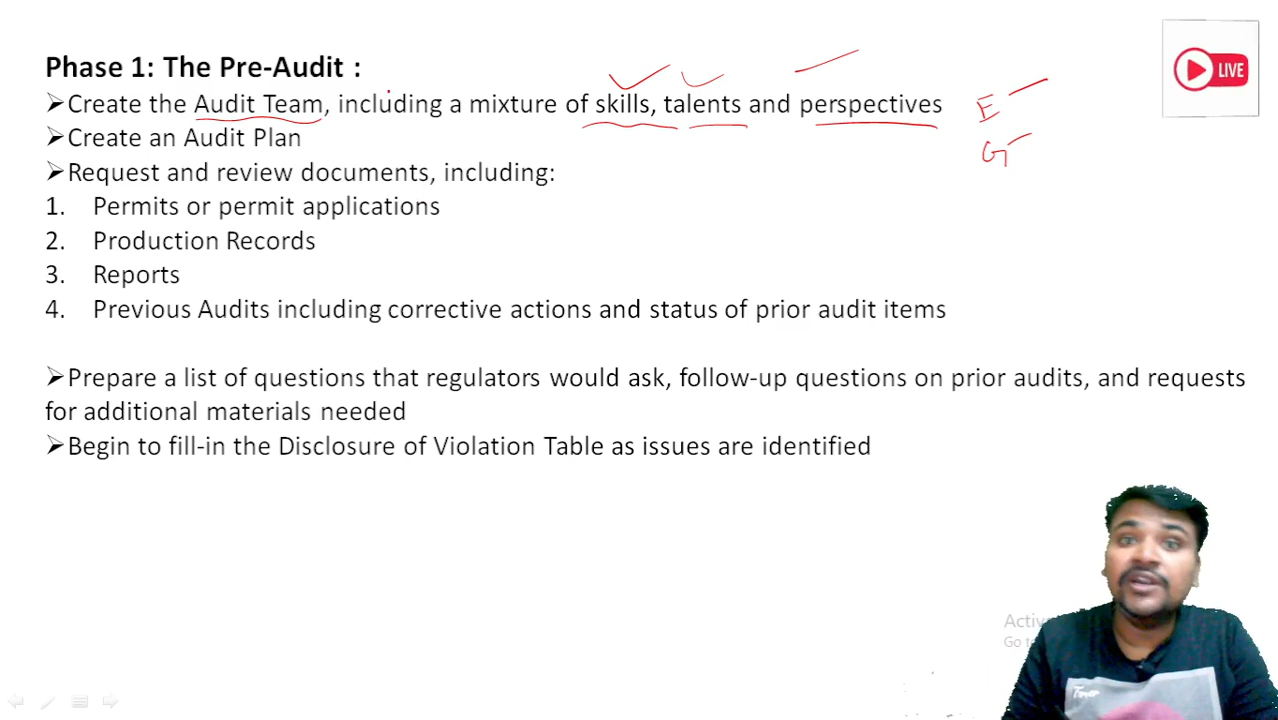 Phase 1: The Pre-Audit :
LIVE
➢Create the Audit Team, including a mixture of skills, talents and perspectives
E
G
➢Create an Audit Plan
➢Request and review documents, including:
1. Permits or permit applications
2. Production Records
3. Reports
4. Previous Audits including corrective actions and status of prior audit items
➢Prepare a list of questions that regulators would ask, follow-up questions on prior audits, and requests
for additional materials needed
➢Begin to fill-in the Disclosure of Violation Table as issues are identified
Go to